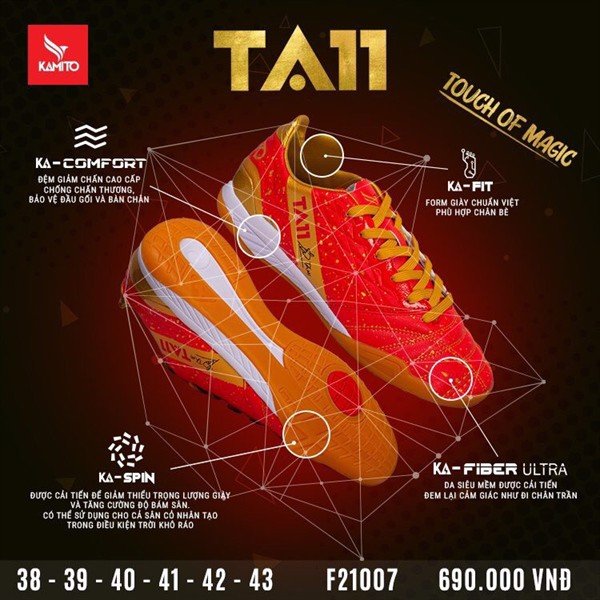 KAMITO
TA11
TOUCH OF MAGIC
KA-COMFORT
ĐỆM GIẢM CHẤN CAO CẤP
CHỐNG CHẤN THƯƠNG,
BẢO VỆ ĐẦU GỐI VÀ BÀN CHÂN
KA-FIT
FORM GIÀY CHUẨN VIỆT
PHÙ HỢP CHÂN BÈ
TA11
TA11
KA-SPIN
ĐƯỢC CẢI TIẾN ĐỂ GIẢM THIỂU TRỌNG LƯỢNG GIÀY
VÀ TĂNG CƯỜNG ĐỘ BÁM SÂN.
CÓ THỂ SỬ DỤNG CHO CẢ SÂN CỎ NHÂN TẠO
TRONG ĐIỀU KIỆN TRỜI KHÔ RÁO
KA-FIBER ULTRA
DA SIÊU MỀM ĐƯỢC CẢI TIẾN
ĐEM LẠI CẢM GIÁC NHƯ ĐI CHÂN TRẦN
38 - 39 - 40 - 41 - 42 - 43
F21007
690.000 VNĐ